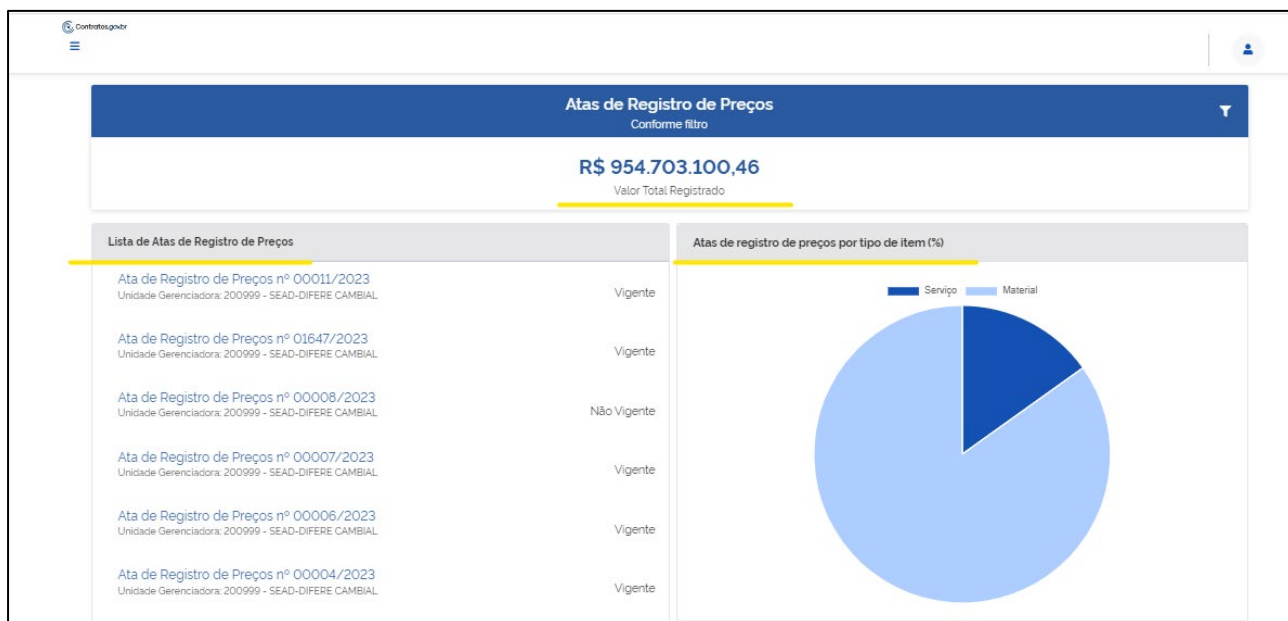 Contratos.gov.br
Atas de Registro de Preços
Conforme filtro
R$ 954.703.100,46
Valor Total Registrado
Lista de Atas de Registro de Preços
Ata de Registro de Preços nº 00011/2023
Unidade Gerenciadora: 200999 - SEAD-DIFERE CAMBIAL
Vigente
Ata de Registro de Preços nº 01647/2023
Unidade Gerenciadora: 200999 - SEAD-DIFERE CAMBIAL
Vigente
Ata de Registro de Preços nº 00008/2023
Unidade Gerenciadora: 200999 - SEAD-DIFERE CAMBIAL
Não Vigente
Ata de Registro de Preços nº 00007/2023
Unidade Gerenciadora: 200999 - SEAD-DIFERE CAMBIAL
Vigente
Ata de Registro de Preços nº 00006/2023
Unidade Gerenciadora: 200999 - SEAD-DIFERE CAMBIAL
Vigente
Ata de Registro de Preços nº 00004/2023
Unidade Gerenciadora: 200999 - SEAD-DIFERE CAMBIAL
Vigente
Atas de registro de preços por tipo de item (%)
Serviço Material